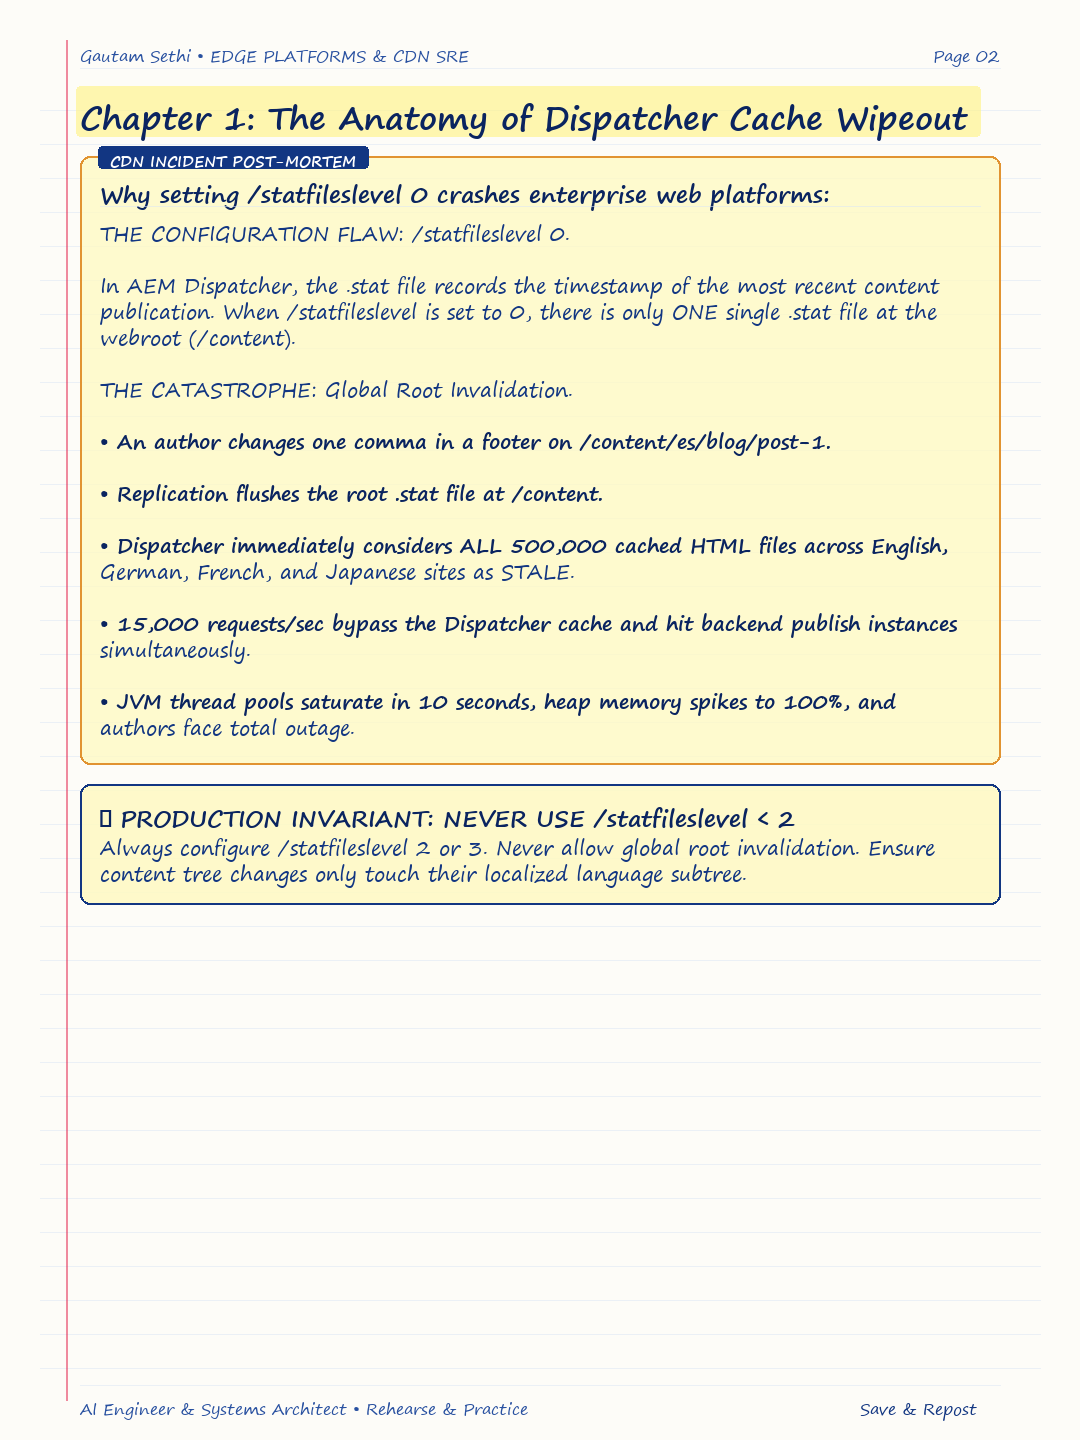 Gautam Sethi • EDGE PLATFORMS & CDN SRE
Page 02
Chapter 1: The Anatomy of Dispatcher Cache Wipeout
CDN INCIDENT POST-MORTEM
Why setting /statfileslevel 0 crashes enterprise web platforms:
THE CONFIGURATION FLAW: /statfileslevel 0.
In AEM Dispatcher, the .stat file records the timestamp of the most recent content
publication. When /statfileslevel is set to 0, there is only ONE single .stat file at the
webroot (/content).
THE CATASTROPHE: Global Root Invalidation.
• An author changes one comma in a footer on /content/es/blog/post-1.
• Replication flushes the root .stat file at /content.
• Dispatcher immediately considers ALL 500,000 cached HTML files across English,
German, French, and Japanese sites as STALE.
• 15,000 requests/sec bypass the Dispatcher cache and hit backend publish instances
simultaneously.
• JVM thread pools saturate in 10 seconds, heap memory spikes to 100%, and
authors face total outage.
PRODUCTION INVARIANT: NEVER USE /statfileslevel < 2
Always configure /statfileslevel 2 or 3. Never allow global root invalidation. Ensure
content tree changes only touch their localized language subtree.
AI Engineer & Systems Architect • Rehearse & Practice
Save & Repost